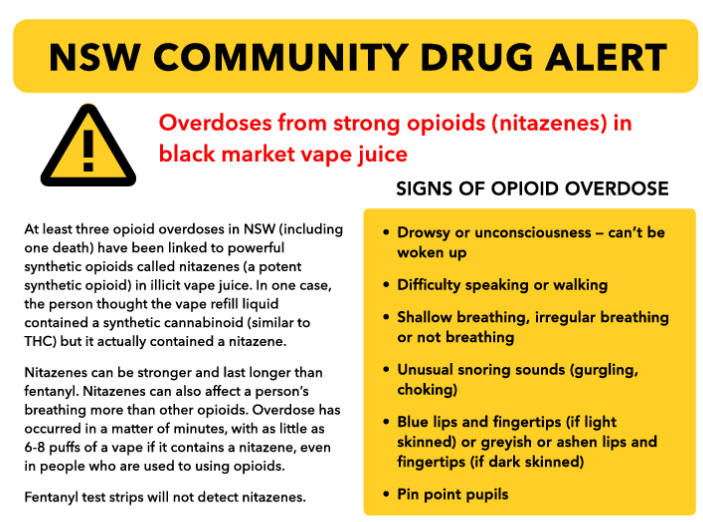 NSW COMMUNITY DRUG ALERT
Overdoses from strong opioids (nitazenes) in
black market vape juice
At least three opioid overdoses in NSW (including
one death) have been linked to powerful
synthetic opioids called nitazenes (a potent
synthetic opioid) in illicit vape juice. In one case,
the person thought the vape refill liquid
contained a synthetic cannabinoid (similar to
THC) but it actually contained a nitazene.
Nitazenes can be stronger and last longer than
fentanyl. Nitazenes can also affect a person's
breathing more than other opioids. Overdose has
occurred in a matter of minutes, with as little as
6-8 puffs of a vape if it contains a nitazene, even
in people who are used to using opioids.
Fentanyl test strips will not detect nitazenes.
SIGNS OF OPIOID OVERDOSE
• Drowsy or unconsciousness – can't be
woken up
• Difficulty speaking or walking
• Shallow breathing, irregular breathing
or not breathing
• Unusual snoring sounds (gurgling,
choking)
• Blue lips and fingertips (if light
skinned) or greyish or ashen lips and
fingertips (if dark skinned)
• Pin point pupils